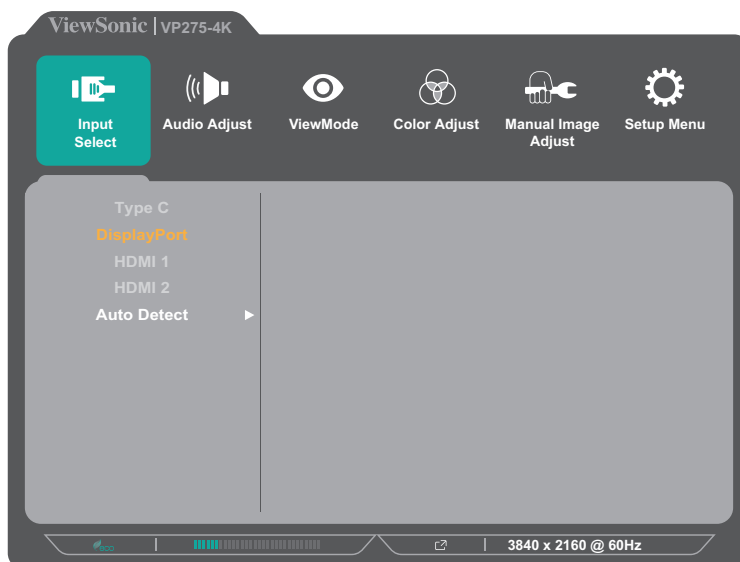 ViewSonic | VP275-4K
Input Select
Audio Adjust
ViewMode
Color Adjust
Manual Image Adjust
Setup Menu
Type C
DisplayPort
HDMI 1
HDMI 2
Auto Detect
eco
3840 x 2160 @ 60Hz